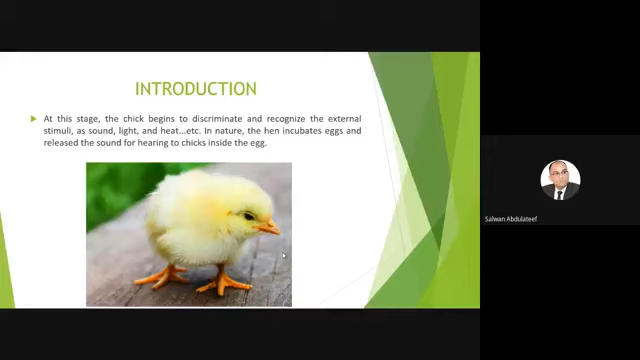 INTRODUCTION
At this stage, the chick begins to discriminate and recognize the external
stimuli, as sound, light, and heat...etc. In nature, the hen incubates eggs and
released the sound for hearing to chicks inside the egg.
Salwan Abdulateef